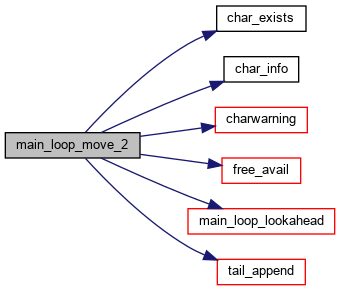 main_loop_move_2
char_exists
char_info
charwarning
free_avail
main_loop_lookahead
tail_append